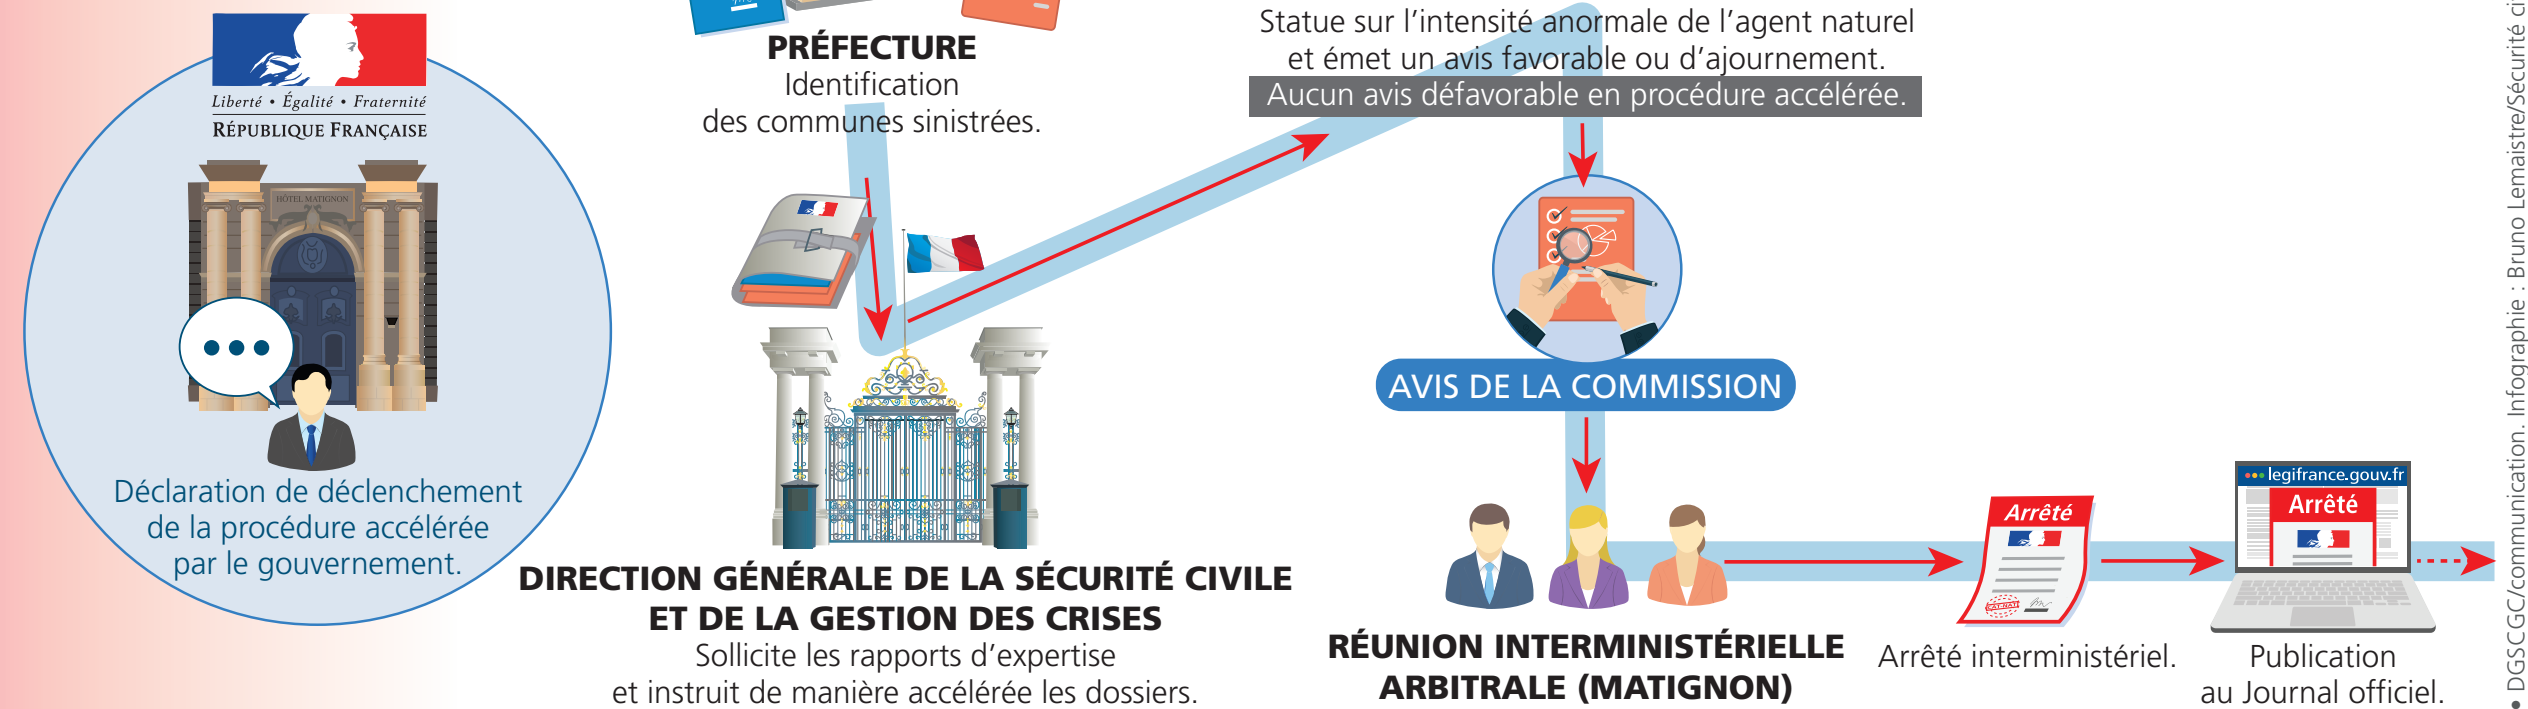 Liberté • Égalité • Fraternité
RÉPUBLIQUE FRANÇAISE
HÔTEL MATIGNON
Déclaration de déclenchement
de la procédure accélérée
par le gouvernement.
PRÉFECTURE
Identification
des communes sinistrées.
DIRECTION GÉNÉRALE DE LA SÉCURITÉ CIVILE
ET DE LA GESTION DES CRISES
Sollicite les rapports d’expertise
et instruit de manière accélérée les dossiers.
Statue sur l’intensité anormale de l’agent naturel
et émet un avis favorable ou d’ajournement.
Aucun avis défavorable en procédure accélérée.
AVIS DE LA COMMISSION
RÉUNION INTERMINISTÉRIELLE
ARBITRALE (MATIGNON)
Arrêté
CAT-NAT
Arrêté interministériel.
legifrance.gouv.fr
Arrêté
Publication
au Journal officiel.
• DGSCGC/communication. Infographie : Bruno Lemaistre/Sécurité